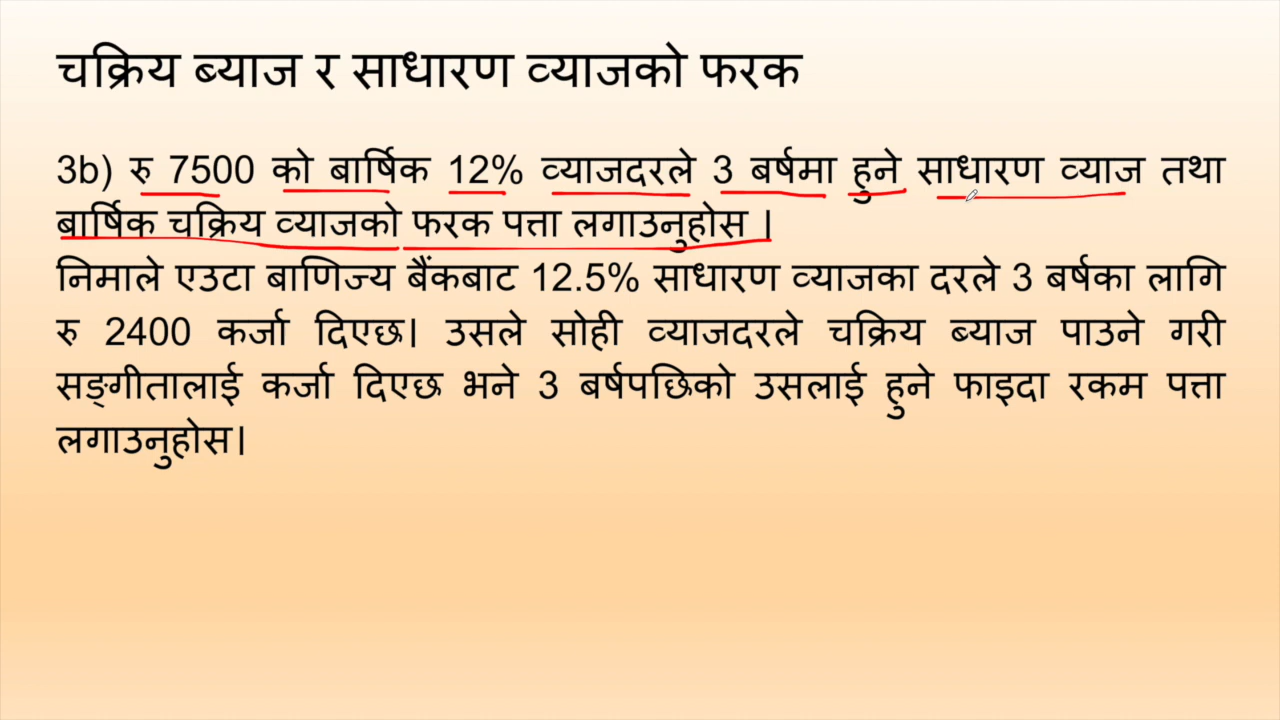 चक्रिय ब्याज र साधारण व्याजको फरक
3b) रु 7500 को बार्षिक 12% व्याजदरले 3 बर्षमा हुने साधारण व्याज तथा
बार्षिक चक्रिय व्याजको फरक पत्ता लगाउनुहोस ।
निमाले एउटा बाणिज्य बैंकबाट 12.5% साधारण व्याजका दरले 3 बर्षका लागि
रु 2400 कर्जा दिएछ। उसले सोही व्याजदरले चक्रिय ब्याज पाउने गरी
सङ्गीतालाई कर्जा दिएछ भने 3 बर्षपछिको उसलाई हुने फाइदा रकम पत्ता
लगाउनुहोस।